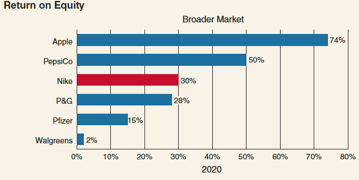 Return on Equity
Broader Market
Apple 74%
PepsiCo 50%
Nike 30%
P&G 28%
Pfizer 15%
Walgreens 2%
0% 10% 20% 30% 40% 50% 60% 70% 80%
2020